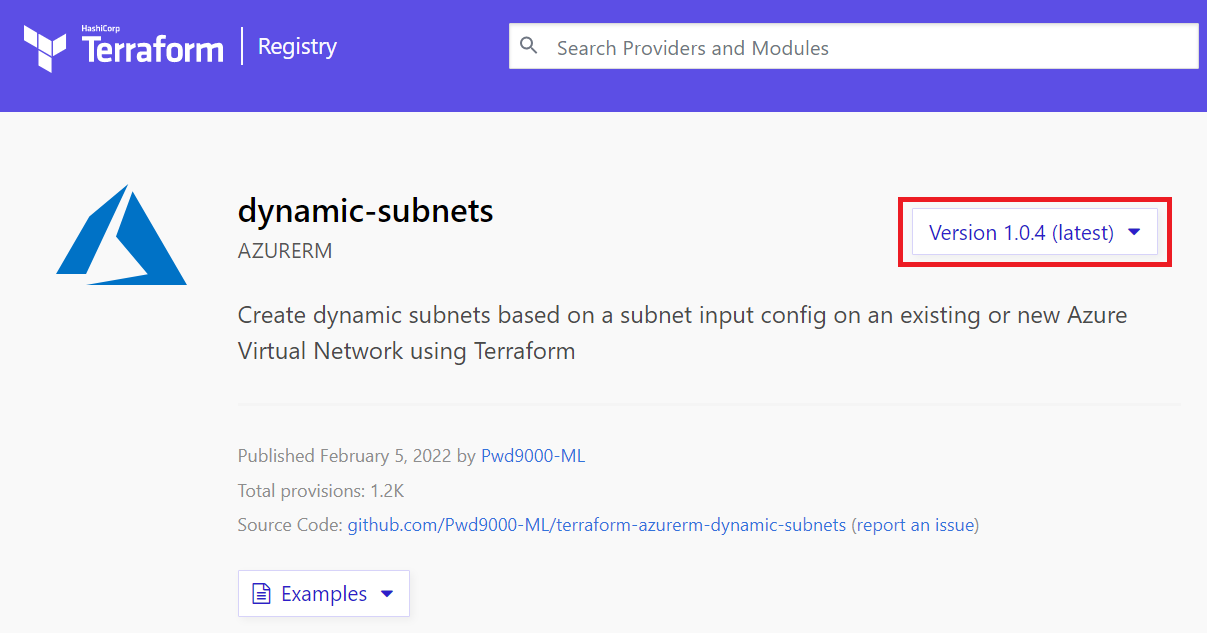 HashiCorp
Terraform
Registry
Search Providers and Modules
dynamic-subnets
Version 1.0.4 (latest)
AZURERM
Create dynamic subnets based on a subnet input config on an existing or new Azure
Virtual Network using Terraform
Published February 5, 2022 by Pwd9000-ML
Total provisions: 1.2K
Source Code: github.com/Pwd9000-ML/terraform-azurerm-dynamic-subnets (report an issue)
Examples